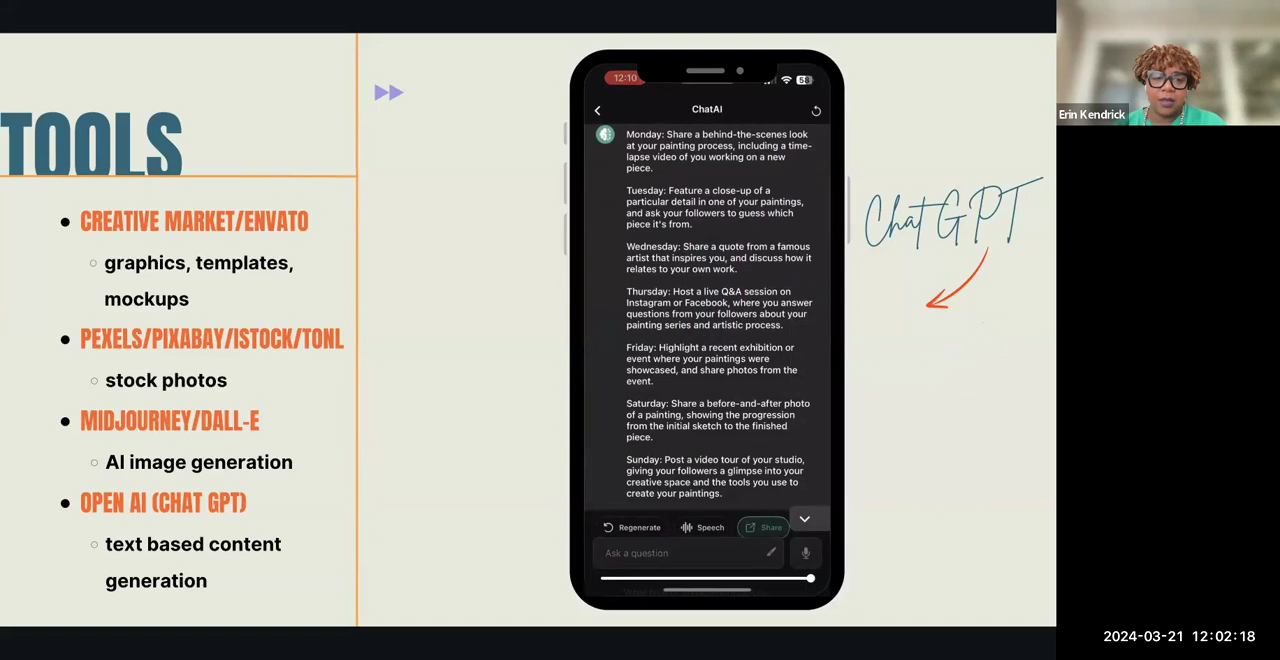 TOOLS
CREATIVE MARKET/ENVATO
graphics, templates,
mockups
PEXELS/PIXABAY/ISTOCK/TONL
stock photos
MIDJOURNEY/DALL-E
AI image generation
OPEN AI (CHAT GPT)
text based content
generation
12:10
58
ChatAI
Monday: Share a behind-the-scenes look
at your painting process, including a time-
lapse video of you working on a new
piece.
Tuesday: Feature a close-up of a
particular detail in one of your paintings,
and ask your followers to guess which
piece it's from.
Wednesday: Share a quote from a famous
artist that inspires you, and discuss how it
relates to your own work.
Thursday: Host a live Q&A session on
Instagram or Facebook, where you answer
questions from your followers about your
painting series and artistic process.
Friday: Highlight a recent exhibition or
event where your paintings were
showcased, and share photos from the
event.
Saturday: Share a before-and-after photo
of a painting, showing the progression
from the initial sketch to the finished
piece.
Sunday: Post a video tour of your studio,
giving your followers a glimpse into your
creative space and the tools you use to
create your paintings.
Regenerate Speech Share
Ask a question
Chat GPT
Erin Kendrick
2024-03-21 12:02:18